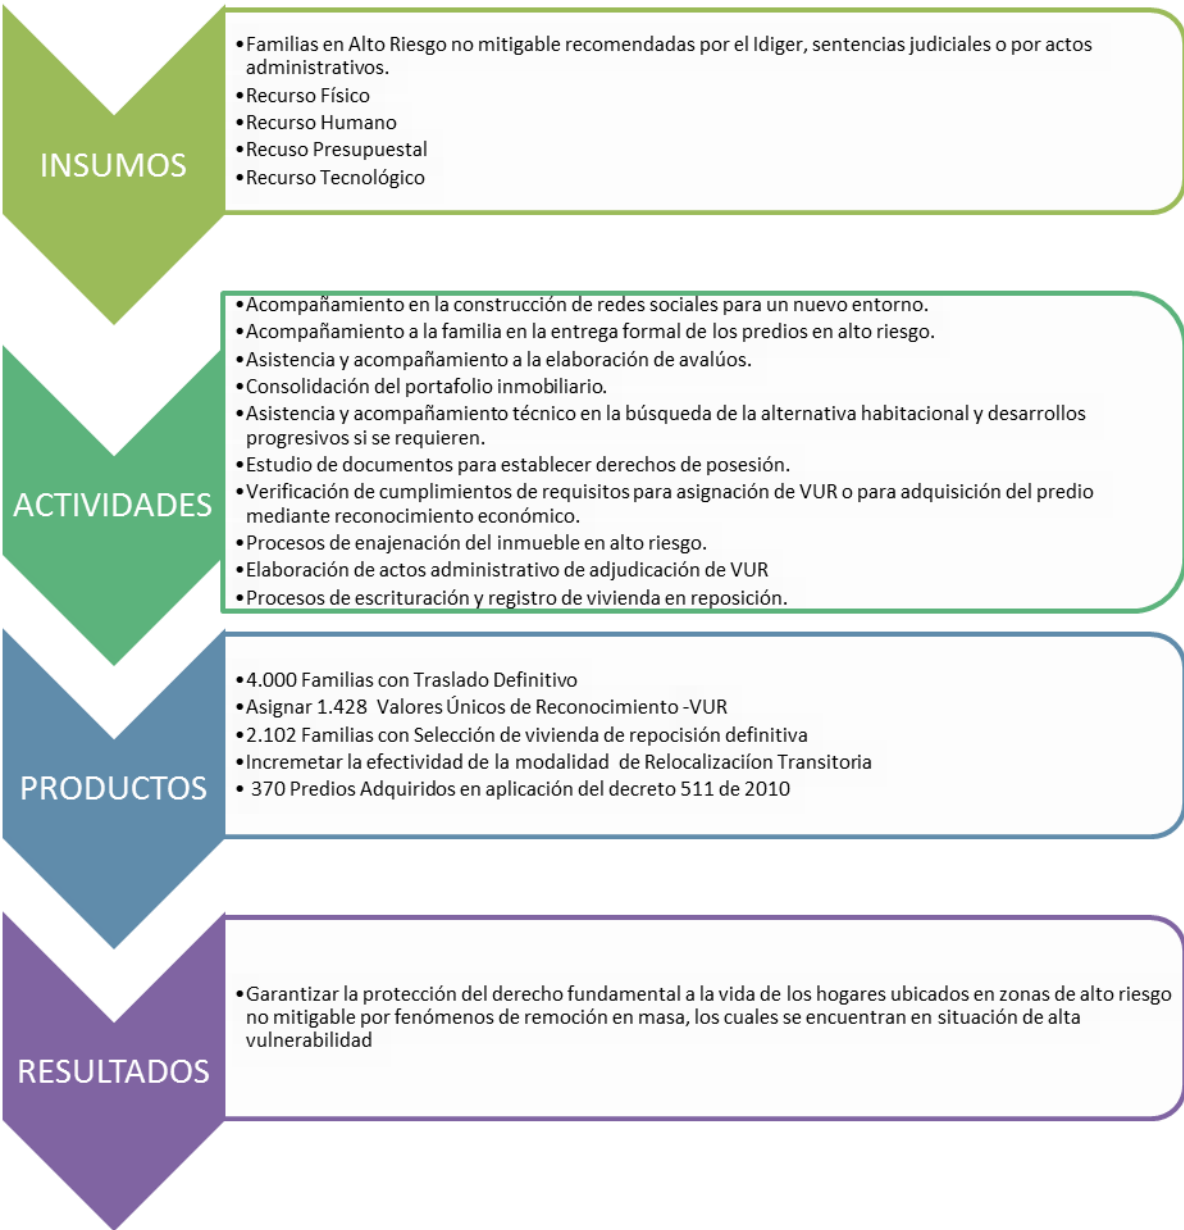 INSUMOS
•Familias en Alto Riesgo no mitigable recomendadas por el Idiger, sentencias judiciales o por actos
administrativos.
•Recurso Físico
•Recurso Humano
•Recuso Presupuestal
•Recurso Tecnológico
ACTIVIDADES
•Acompañamiento en la construcción de redes sociales para un nuevo entorno.
•Acompañamiento a la familia en la entrega formal de los predios en alto riesgo.
•Asistencia y acompañamiento a la elaboración de avalúos.
•Consolidación del portafolio inmobiliario.
•Asistencia y acompañamiento técnico en la búsqueda de la alternativa habitacional y desarrollos
progresivos si se requieren.
•Estudio de documentos para establecer derechos de posesión.
•Verificación de cumplimientos de requisitos para asignación de VUR o para adquisición del predio
mediante reconocimiento económico.
•Procesos de enajenación del inmueble en alto riesgo.
•Elaboración de actos administrativo de adjudicación de VUR
•Procesos de escrituración y registro de vivienda en reposición.
PRODUCTOS
•4.000 Familias con Traslado Definitivo
•Asignar 1.428 Valores Únicos de Reconocimiento -VUR
•2.102 Familias con Selección de vivienda de repocisión definitiva
•Incremetar la efectividad de la modalidad de Relocalizaciíon Transitoria
• 370 Predios Adquiridos en aplicación del decreto 511 de 2010
RESULTADOS
•Garantizar la protección del derecho fundamental a la vida de los hogares ubicados en zonas de alto riesgo
no mitigable por fenómenos de remoción en masa, los cuales se encuentran en situación de alta
vulnerabilidad